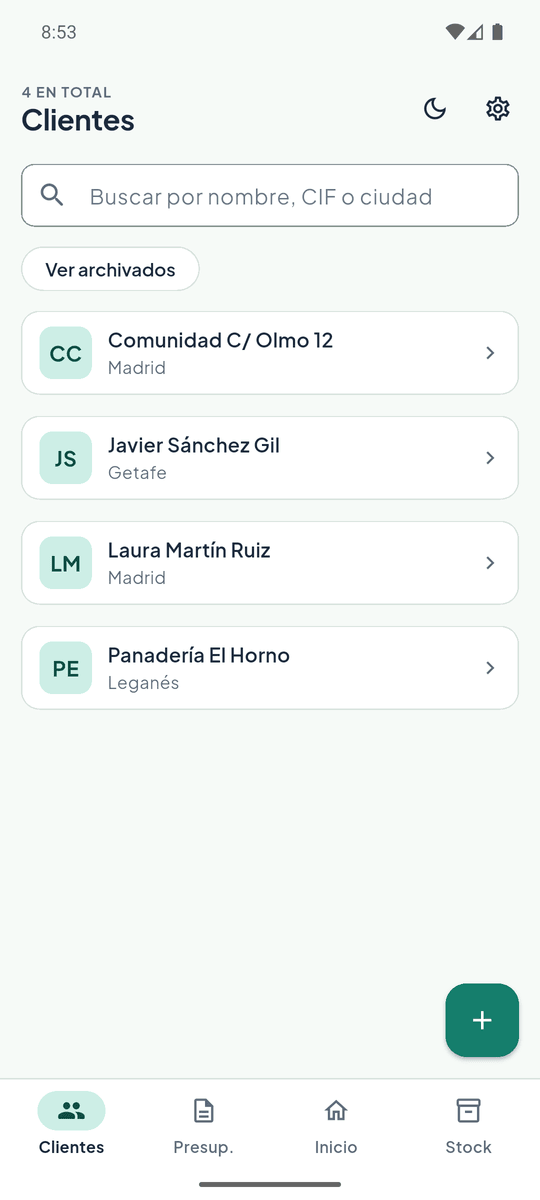 8:53
4 EN TOTAL
Clientes
Buscar por nombre, CIF o ciudad
Ver archivados
CC
Comunidad C/ Olmo 12
Madrid
JS
Javier Sánchez Gil
Getafe
LM
Laura Martín Ruiz
Madrid
PE
Panadería El Horno
Leganés
Clientes
Presup.
Inicio
Stock